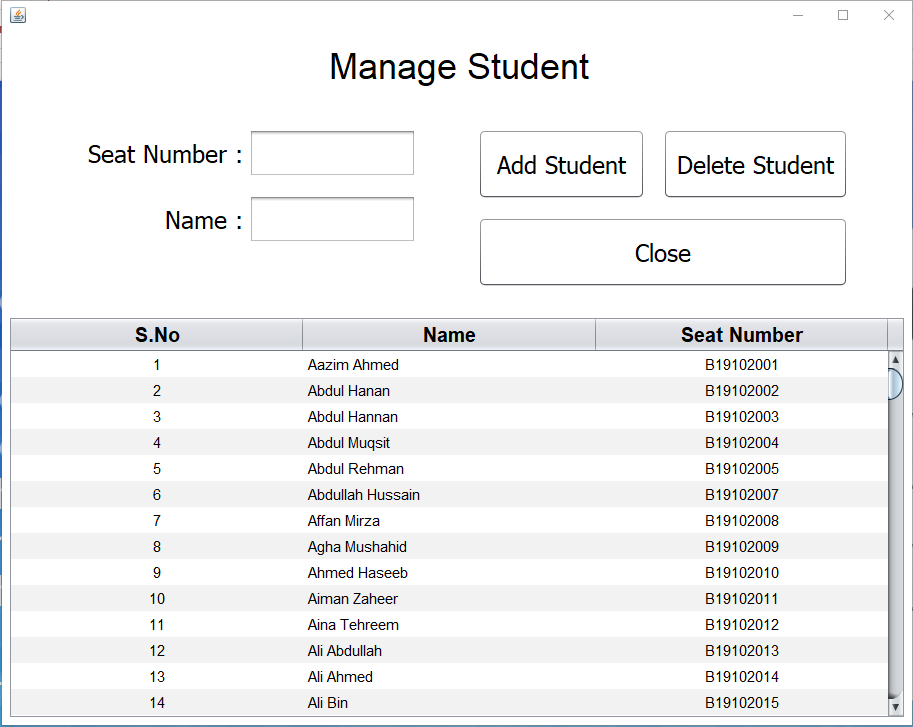 Manage Student
Seat Number :
Add Student
Delete Student
Name :
Close
S.No Name Seat Number
1 Aazim Ahmed B19102001
2 Abdul Hanan B19102002
3 Abdul Hannan B19102003
4 Abdul Muqsit B19102004
5 Abdul Rehman B19102005
6 Abdullah Hussain B19102007
7 Affan Mirza B19102008
8 Agha Mushahid B19102009
9 Ahmed Haseeb B19102010
10 Aiman Zaheer B19102011
11 Aina Tehreem B19102012
12 Ali Abdullah B19102013
13 Ali Ahmed B19102014
14 Ali Bin B19102015